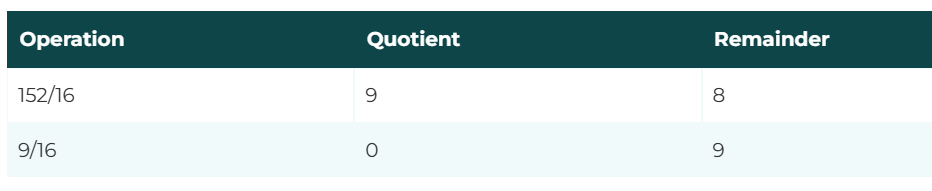 Operation Quotient Remainder
152/16 9 8
9/16 0 9